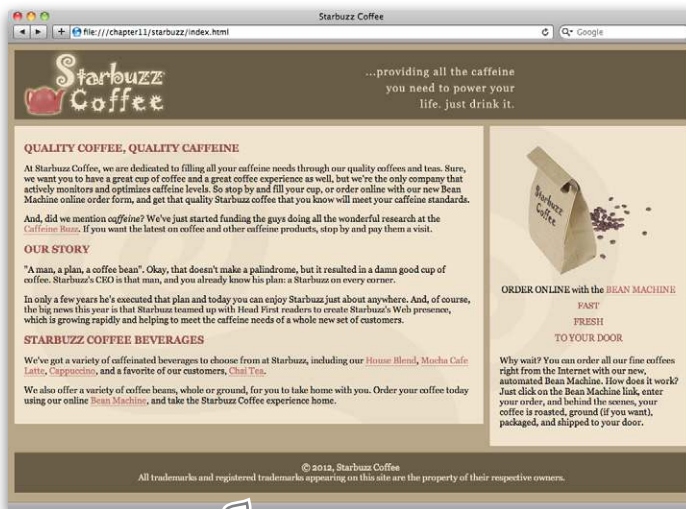 Starbuzz Coffee
file:///chapter11/starbuzz/index.html
Google
Starbuzz
Coffee
...providing all the caffeine
you need to power your
life. just drink it.
QUALITY COFFEE, QUALITY CAFFEINE
At Starbuzz Coffee, we are dedicated to filling all your caffeine needs through our quality coffees and teas. Sure,
we want you to have a great cup of coffee and a great coffee experience as well, but we're the only company that
actively monitors and optimizes caffeine levels. So stop by and fill your cup, or order online with our new Bean
Machine online order form, and get that quality Starbuzz coffee that you know will meet your caffeine standards.
And, did we mention caffeine? We've just started funding the guys doing all the wonderful research at the
Caffeine Buzz. If you want the latest on coffee and other caffeine products, stop by and pay them a visit.
OUR STORY
"A man, a plan, a coffee bean". Okay, that doesn't make a palindrome, but it resulted in a damn good cup of
coffee. Starbuzz's CEO is that man, and you already know his plan: a Starbuzz on every corner.
In only a few years he's executed that plan and today you can enjoy Starbuzz just about anywhere. And, of course,
the big news this year is that Starbuzz teamed up with Head First readers to create Starbuzz's Web presence,
which is growing rapidly and helping to meet the caffeine needs of a whole new set of customers.
STARBUZZ COFFEE BEVERAGES
We've got a variety of caffeinated beverages to choose from at Starbuzz, including our House Blend, Mocha Cafe
Latte, Cappuccino, and a favorite of our customers, Chai Tea.
We also offer a variety of coffee beans, whole or ground, for you to take home with you. Order your coffee today
using our online Bean Machine, and take the Starbuzz Coffee experience home.
Starbuzz
Coffee
ORDER ONLINE with the BEAN MACHINE
FAST
FRESH
TO YOUR DOOR
Why wait? You can order all our fine coffees
right from the Internet with our new,
automated Bean Machine. How does it work?
Just click on the Bean Machine link, enter
your order, and behind the scenes, your
coffee is roasted, ground (if you want),
packaged, and shipped to your door.
© 2012, Starbuzz Coffee
All trademarks and registered trademarks appearing on this site are the property of their respective owners.